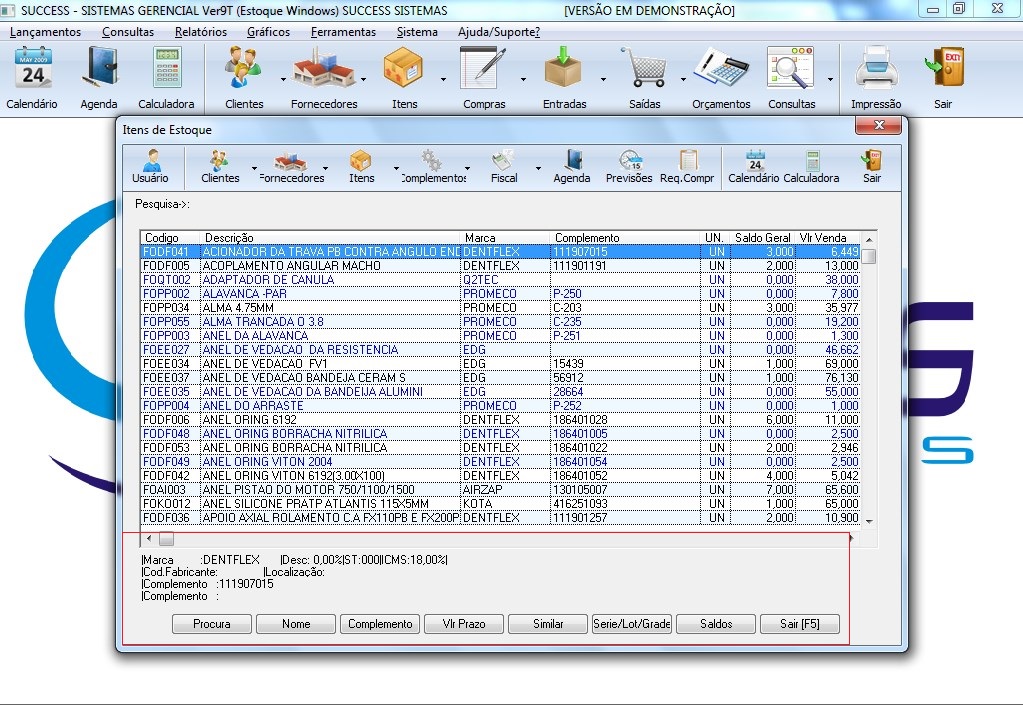 SUCCESS - SISTEMAS GERENCIAL Ver9T (Estoque Windows) SUCCESS SISTEMAS [VERSÃO EM DEMONSTRAÇÃO]
Lançamentos Consultas Relatórios Gráficos Ferramentas Sistema Ajuda/Suporte?
MAY 2009
24
EXIT
Calendário Agenda Calculadora Clientes Fornecedores Itens Compras Entradas Saídas Orçamentos Consultas Impressão Sair
Itens de Estoque
24
15
Usuário Clientes Fornecedores Itens Complementos Fiscal Agenda Previsões Req.Compr Calendário Calculadora Sair
Pesquisa->:
Codigo Descrição Marca Complemento UN. Saldo Geral Vlr Venda
FODF041 ACIONADOR DA TRAVA PB CONTRA ANGULO END DENTFLEX 111907015 UN 3,000 6,449
FODF005 ACOPLAMENTO ANGULAR MACHO DENTFLEX 111901191 UN 2,000 13,000
FOQT002 ADAPTADOR DE CANULA Q2TEC UN 0,000 38,000
FOPP002 ALAVANCA -PAR PROMECO P-250 UN 0,000 7,800
FOPP034 ALMA 4.75MM PROMECO C-203 UN 3,000 35,977
FOPP055 ALMA TRANCADA O 3.8 PROMECO C-235 UN 0,000 19,200
FOPP003 ANEL DA ALAVANCA PROMECO P-251 UN 0,000 1,300
FOEE027 ANEL DE VEDACAO DA RESISTENCIA EDG UN 0,000 46,662
FOEE034 ANEL DE VEDACAO FV1 EDG 15439 UN 1,000 69,000
FOEE037 ANEL DE VEDACAO BANDEJA CERAM S EDG 56912 UN 1,000 76,130
FOEE035 ANEL DE VEDACAO DA BANDEIJA ALUMINI EDG 28664 UN 0,000 55,000
FOPP004 ANEL DO ARRASTE PROMECO P-252 UN 0,000 1,000
FODF006 ANEL ORING 6192 DENTFLEX 186401028 UN 6,000 11,000
FODF048 ANEL ORING BORRACHA NITRILICA DENTFLEX 186401005 UN 0,000 2,500
FODF053 ANEL ORING BORRACHA NITRILICA DENTFLEX 186401022 UN 2,000 2,946
FODF049 ANEL ORING VITON 2004 DENTFLEX 186401054 UN 0,000 2,500
FODF042 ANEL ORING VITON 6192(3.00X100) DENTFLEX 186401052 UN 4,000 5,042
FOAI003 ANEL PISTAO DO MOTOR 750/1100/1500 AIRZAP 130105007 UN 7,000 65,600
FOKO012 ANEL SILICONE PRATP ATLANTIS 115X5MM KOTA 416251093 UN 1,000 65,000
FODF036 APOIO AXIAL ROLAMENTO C.A FX110PB E FX200P DENTFLEX 111901257 UN 2,000 10,900
|Marca :DENTFLEX |Desc: 0,00%|ST:000|ICMS:18,00%|
|Cod.Fabricante: |Localização:
|Complemento :111907015
|Complemento :
Procura Nome Complemento Vlr Prazo Similar Serie/Lot/Grade Saldos Sair [F5]